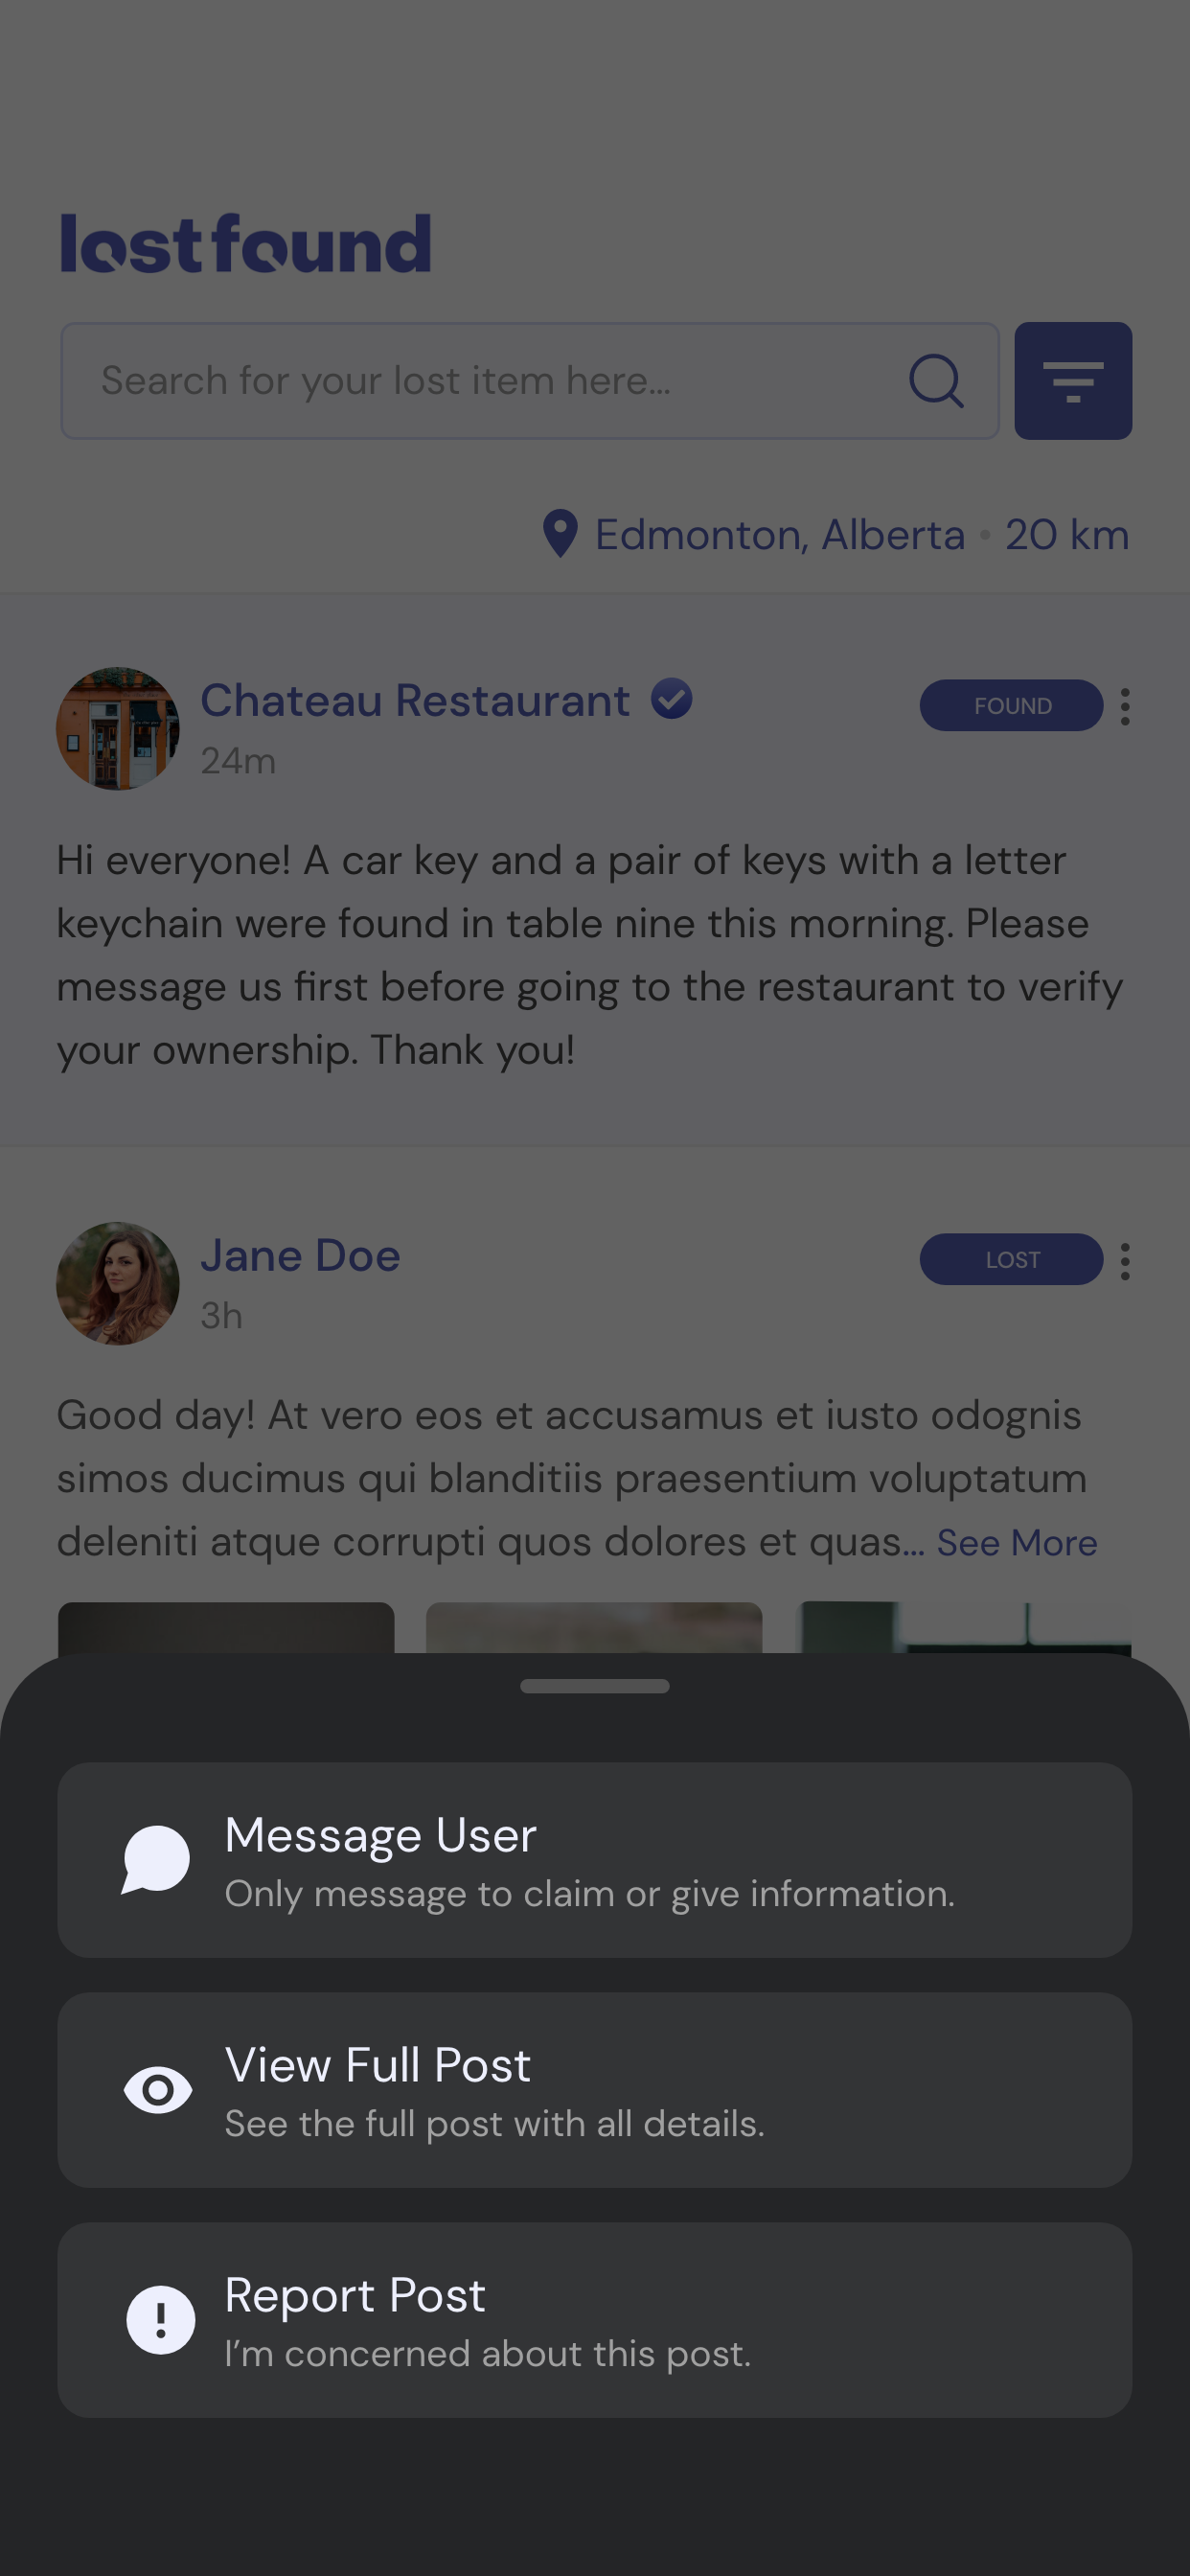 lost found
Search for your lost item here...
Edmonton, Alberta • 20 km
Chateau Restaurant
FOUND
24m
Hi everyone! A car key and a pair of keys with a letter
keychain were found in table nine this morning. Please
message us first before going to the restaurant to verify
your ownership. Thank you!
Jane Doe
LOST
3h
Good day! At vero eos et accusamus et iusto odognis
simos ducimus qui blanditiis praesentium voluptatum
deleniti atque corrupti quos dolores et quas... See More
Message User
Only message to claim or give information.
View Full Post
See the full post with all details.
Report Post
I’m concerned about this post.